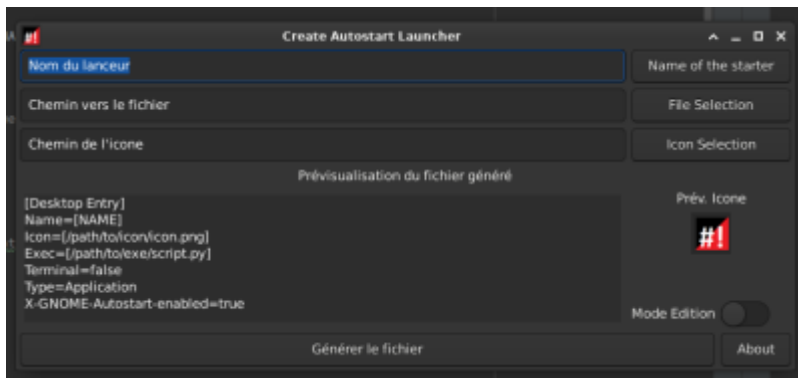 #!
Create Autostart Launcher
Nom du lanceur
Name of the starter
Chemin vers le fichier
File Selection
Chemin de l'icone
Icon Selection
Prévisualisation du fichier généré
[Desktop Entry]
Name=[NAME]
Icon=[/path/to/icon/icon.png]
Exec=[/path/to/exe/script.py]
Terminal=false
Type=Application
X-GNOME-Autostart-enabled=true
Prév. Icone
#!
Mode Edition
Générer le fichier
About